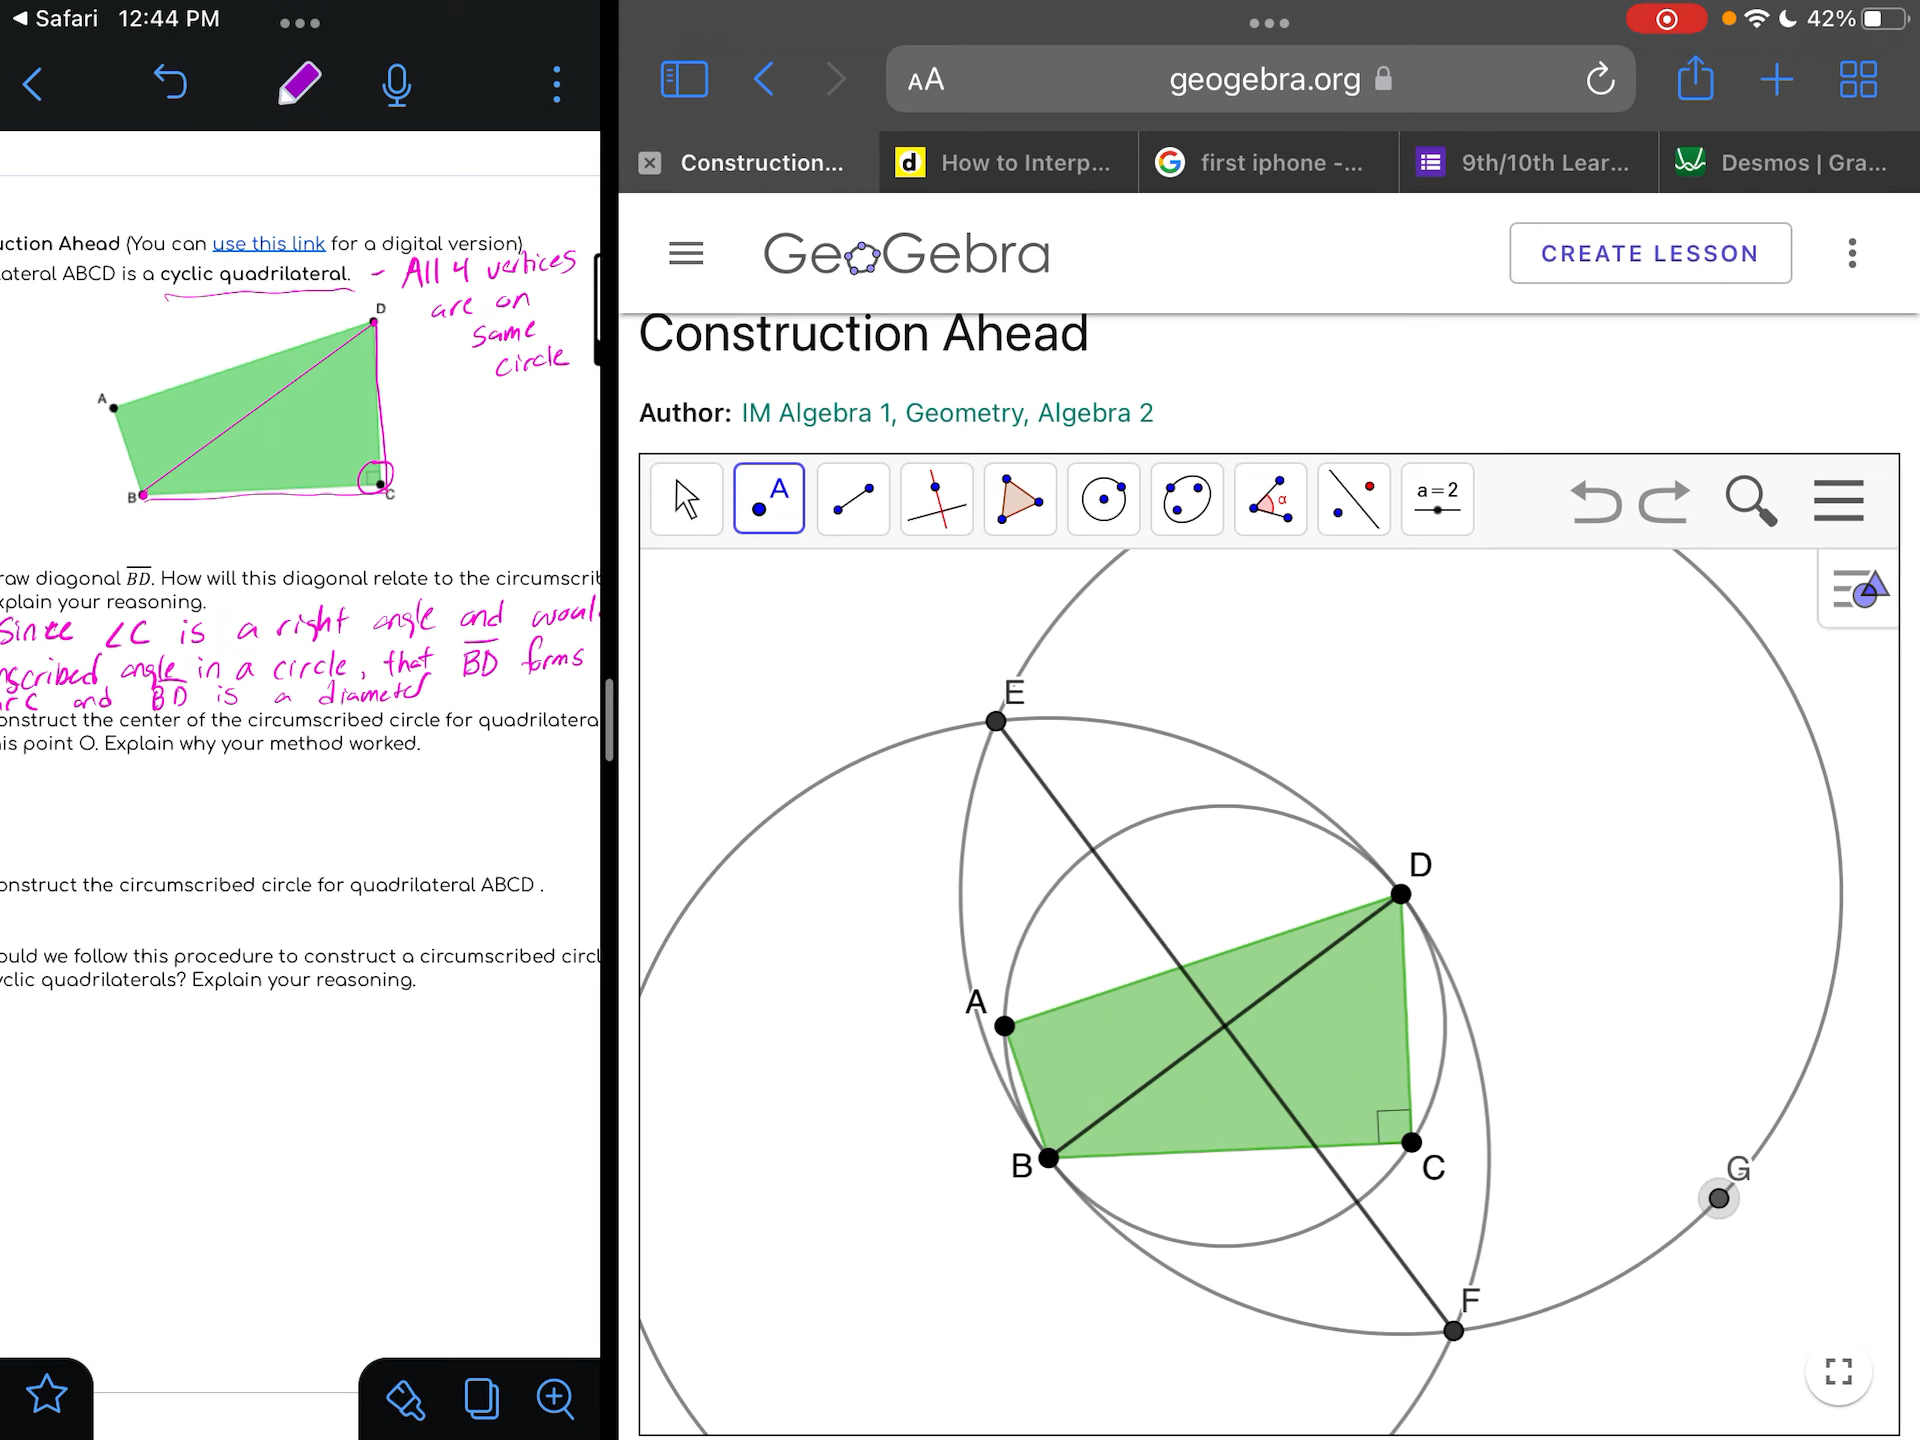 Safari 12:44 PM
42%
AA geogebra.org
Construction...
How to Interp...
first iphone -...
9th/10th Lear...
Desmos | Gra...
uction Ahead (You can use this link for a digital version)
ateral ABCD is a cyclic quadrilateral.
- All 4 vertices
are on
same
circle
D
A
B
C
raw diagonal BD. How will this diagonal relate to the circumscrib
xplain your reasoning.
Since ∠C is a right angle and woul
nscribed angle in a circle, that BD forms
arc and BD is a diameter
onstruct the center of the circumscribed circle for quadrilatera
is point O. Explain why your method worked.
onstruct the circumscribed circle for quadrilateral ABCD .
ould we follow this procedure to construct a circumscribed circl
yclic quadrilaterals? Explain your reasoning.
GeoGebra
CREATE LESSON
Construction Ahead
Author: IM Algebra 1, Geometry, Algebra 2
A
α
a=2
E
D
A
B
C
G
F